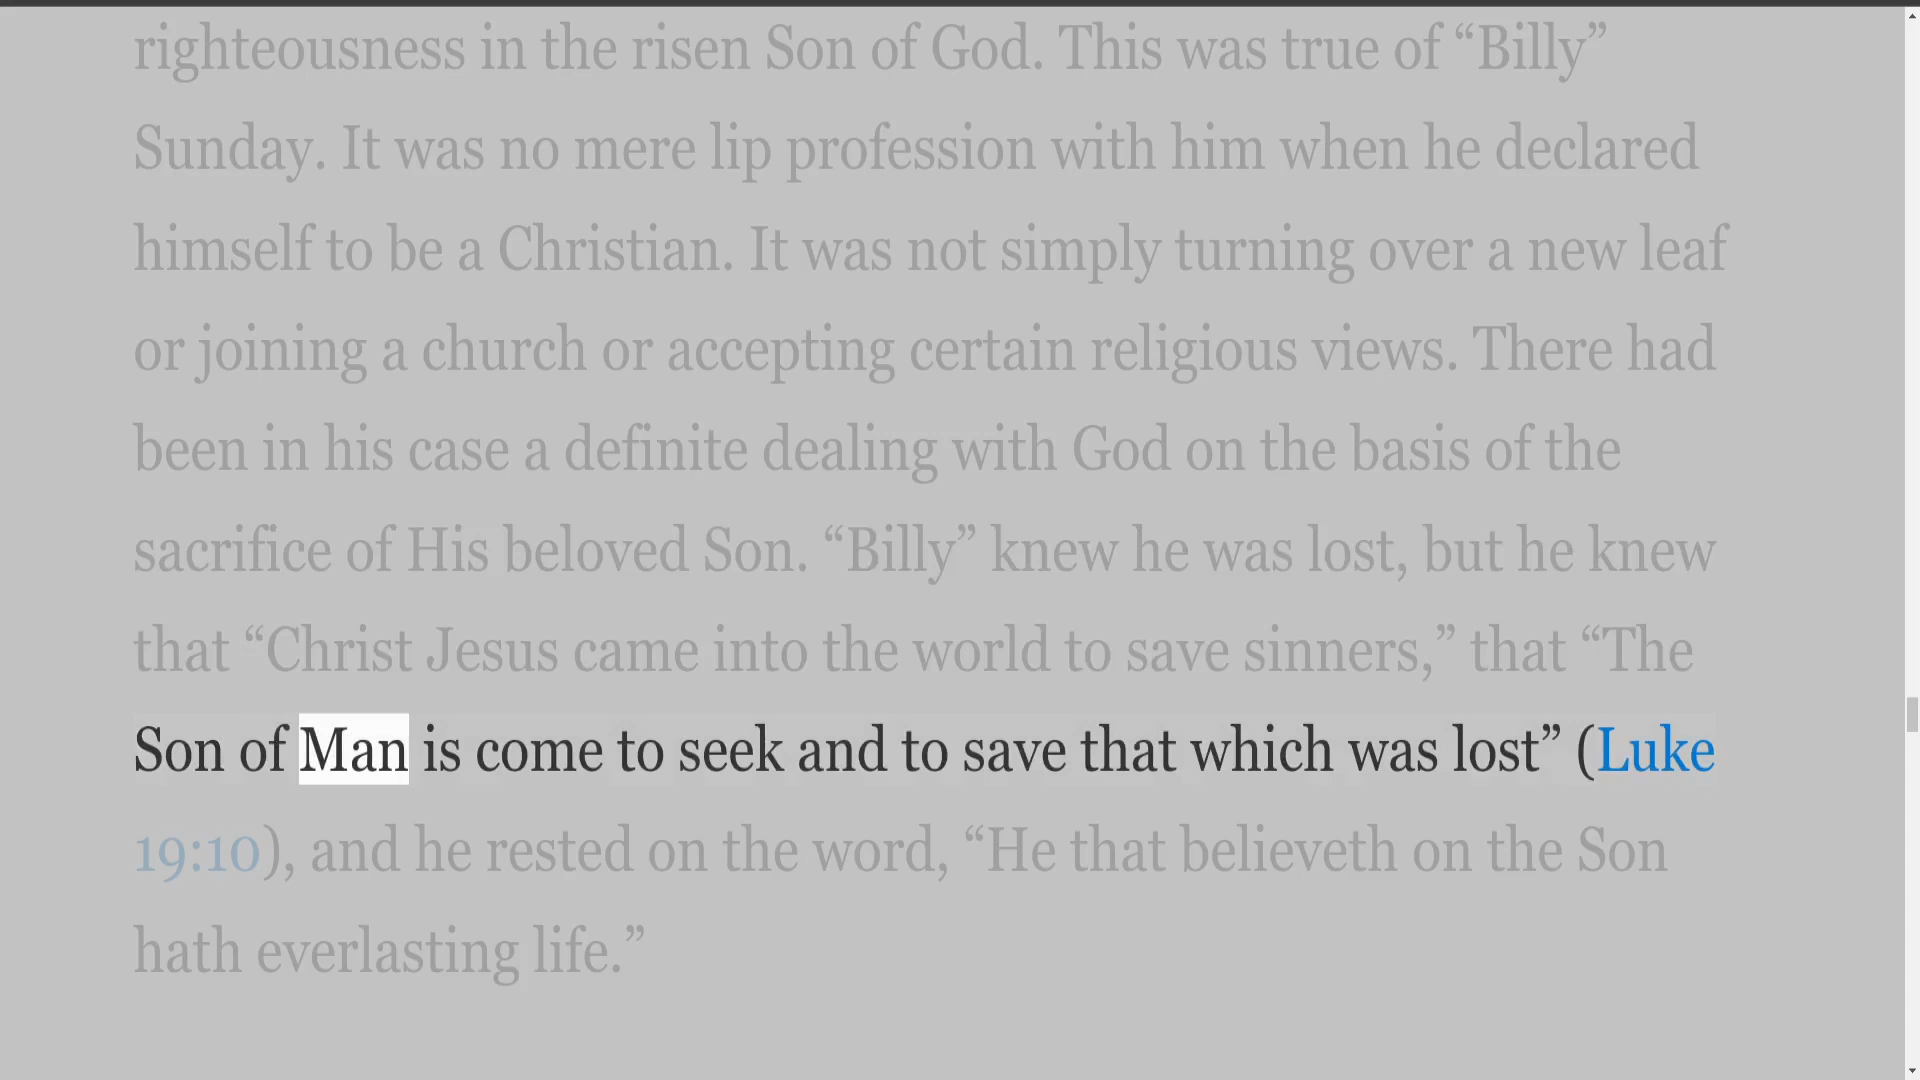 righteousness in the risen Son of God. This was true of “Billy”
Sunday. It was no mere lip profession with him when he declared
himself to be a Christian. It was not simply turning over a new leaf
or joining a church or accepting certain religious views. There had
been in his case a definite dealing with God on the basis of the
sacrifice of His beloved Son. “Billy” knew he was lost, but he knew
that “Christ Jesus came into the world to save sinners,” that “The
Son of Man is come to seek and to save that which was lost” (Luke
19:10), and he rested on the word, “He that believeth on the Son
hath everlasting life.”